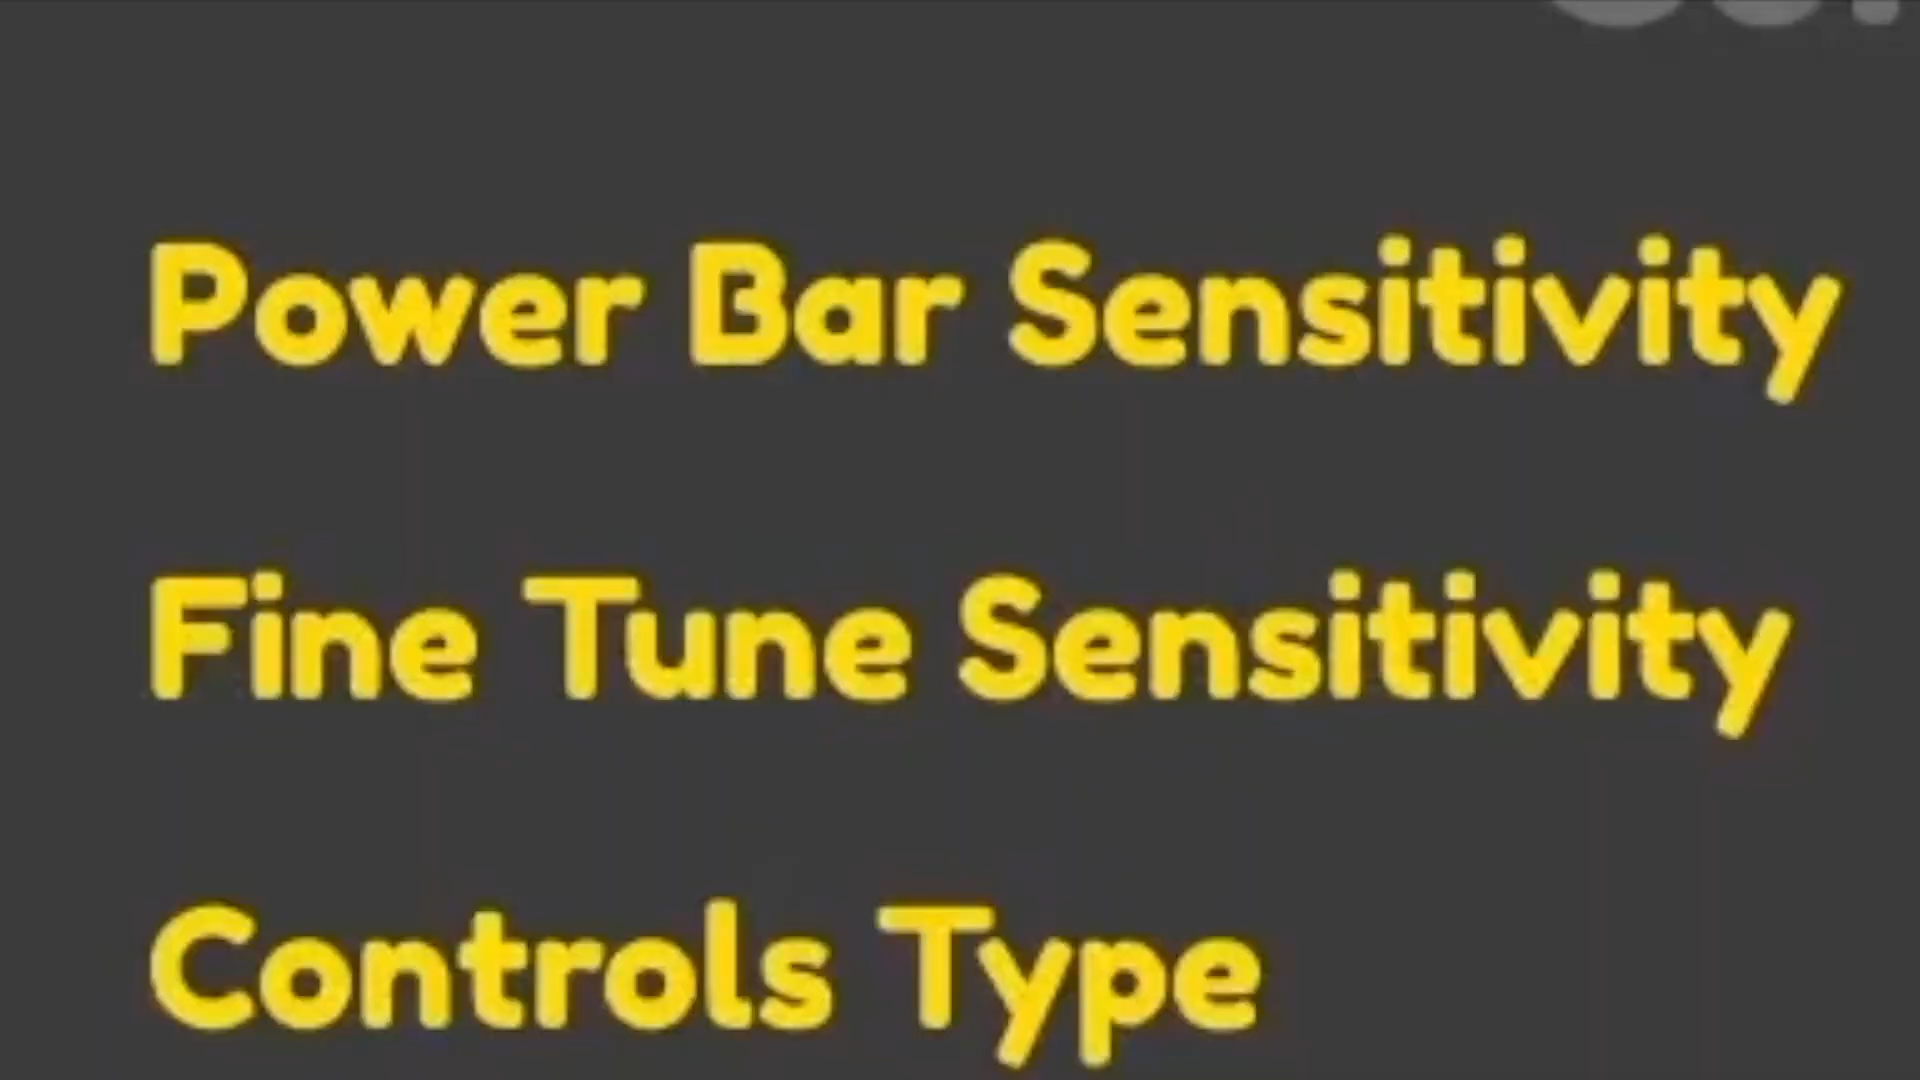 Power Bar Sensitivity
Fine Tune Sensitivity
Controls Type